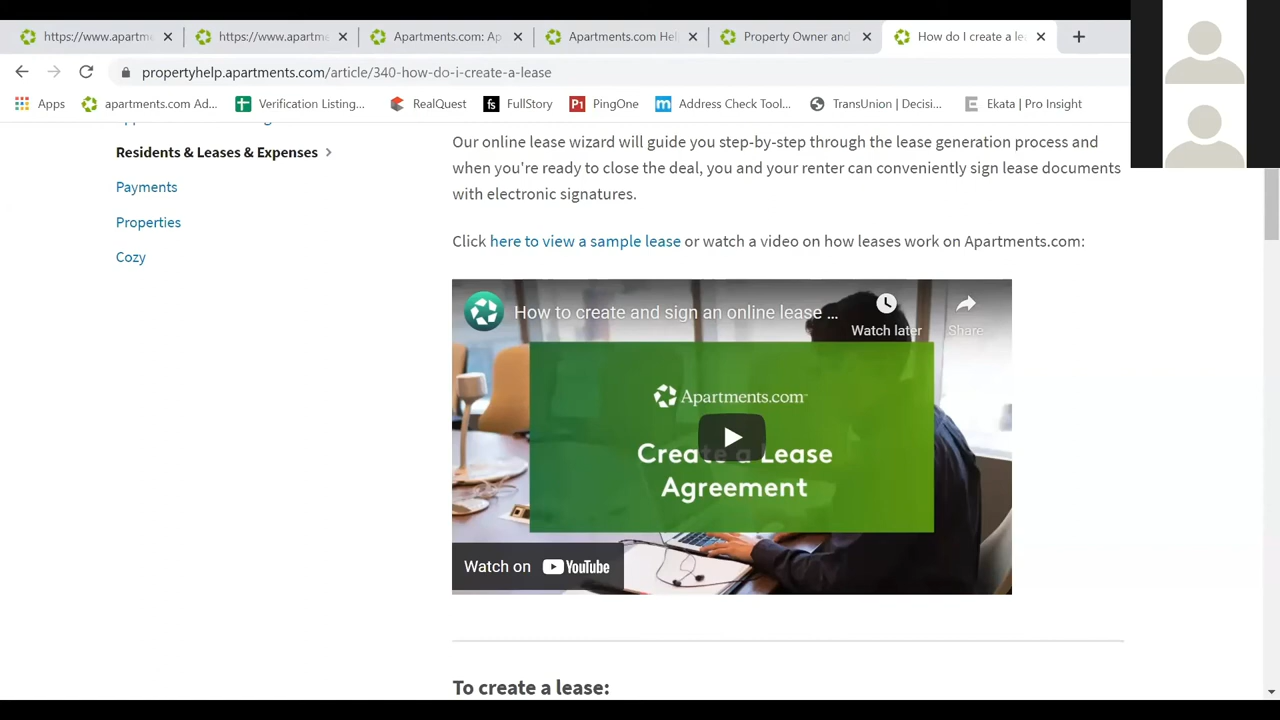 https://www.apartme
https://www.apartme
Apartments.com: Ap
Apartments.com Hel
Property Owner and
How do I create a le
propertyhelp.apartments.com/article/340-how-do-i-create-a-lease
Apps
apartments.com Ad...
Verification Listing...
RealQuest
fs
FullStory
P1
PingOne
m
Address Check Tool...
TransUnion | Decisi...
Ekata | Pro Insight
Residents & Leases & Expenses
Payments
Properties
Cozy
Our online lease wizard will guide you step-by-step through the lease generation process and
when you're ready to close the deal, you and your renter can conveniently sign lease documents
with electronic signatures.
Click here to view a sample lease or watch a video on how leases work on Apartments.com:
How to create and sign an online lease ...
Watch later
Share
Apartments.com
Create a Lease
Agreement
Watch on YouTube
To create a lease: